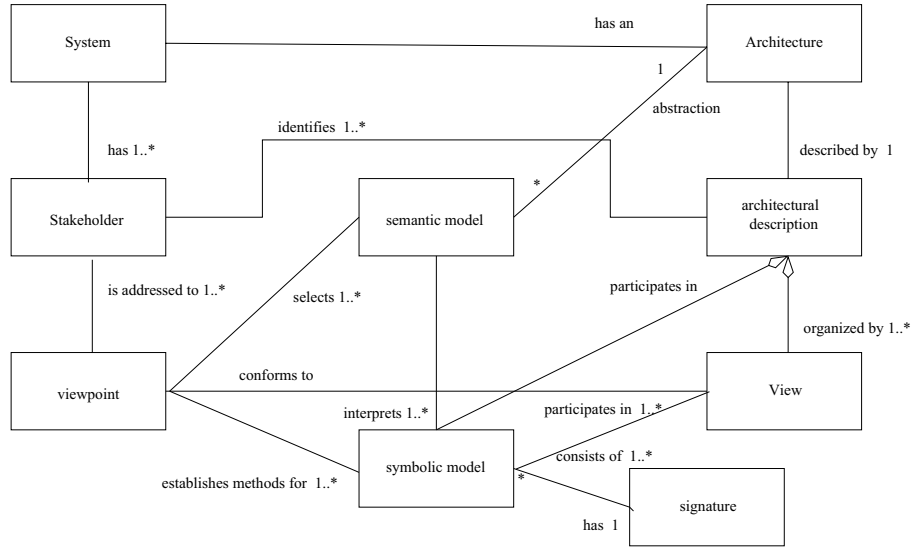 has an
System
Architecture
1
abstraction
identifies 1..*
has 1..*
described by 1
*
Stakeholder
semantic model
architectural
description
is addressed to 1..*
selects 1..*
participates in
organized by 1..*
conforms to
viewpoint
View
interprets 1..*
participates in 1..*
consists of 1..*
symbolic model
*
establishes methods for 1..*
signature
has 1